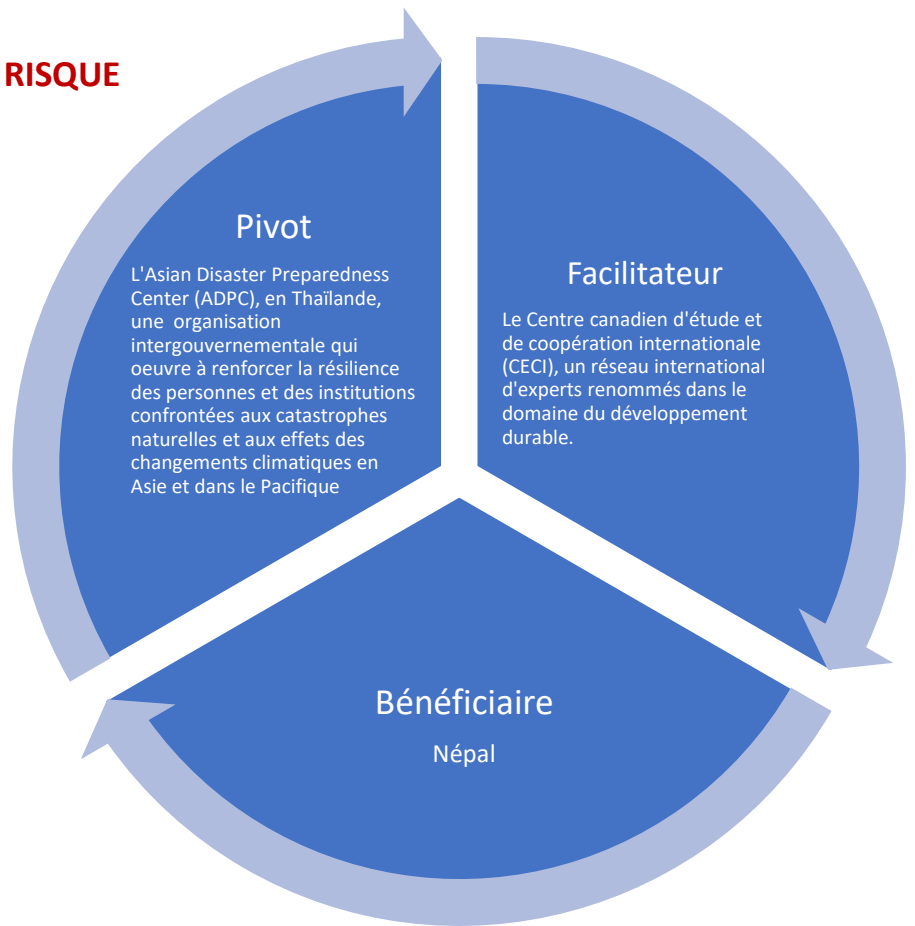 RISQUE
Pivot
L'Asian Disaster Preparedness
Center (ADPC), en Thaïlande,
une organisation
intergouvernementale qui
oeuvre à renforcer la résilience
des personnes et des institutions
confrontées aux catastrophes
naturelles et aux effets des
changements climatiques en
Asie et dans le Pacifique
Facilitateur
Le Centre canadien d'étude et
de coopération internationale
(CECI), un réseau international
d'experts renommés dans le
domaine du développement
durable.
Bénéficiaire
Népal